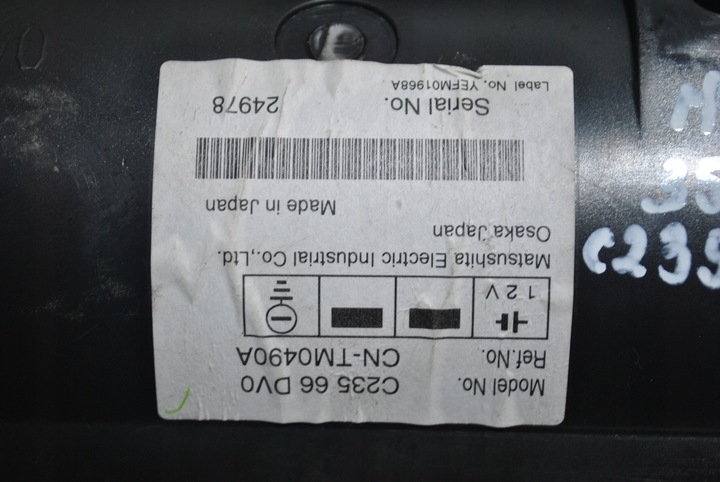 Model No. C235 66 DV0
Ref.No. CN-TM0490A
12V
Matsushita Electric Industrial Co.,Ltd.
Osaka Japan
Made in Japan
Serial No. 24978
Label No. YEFM01968A